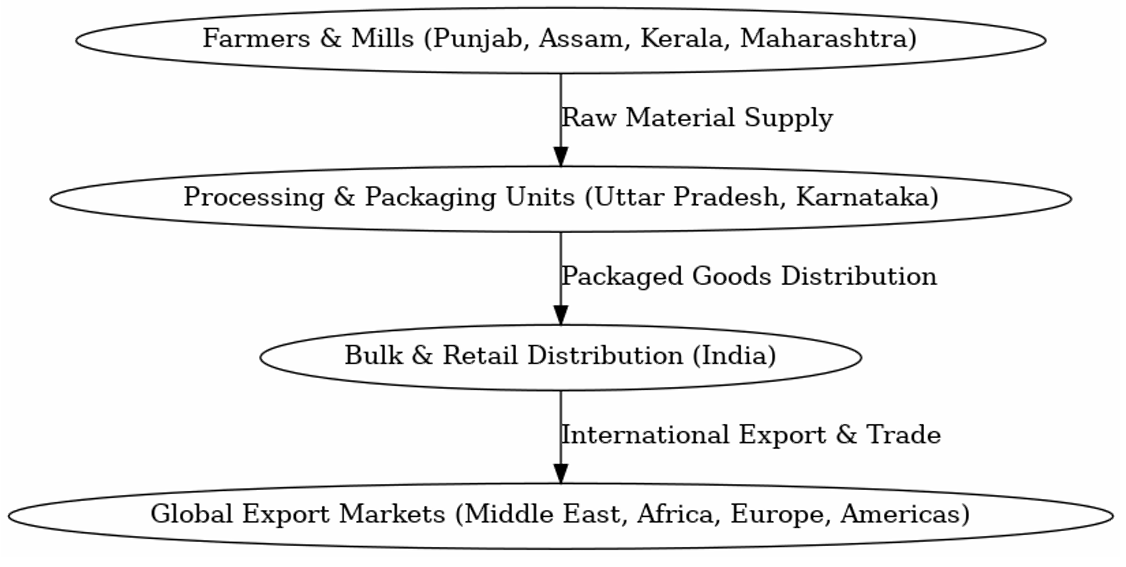 Farmers & Mills (Punjab, Assam, Kerala, Maharashtra)
Raw Material Supply
Processing & Packaging Units (Uttar Pradesh, Karnataka)
Packaged Goods Distribution
Bulk & Retail Distribution (India)
International Export & Trade
Global Export Markets (Middle East, Africa, Europe, Americas)